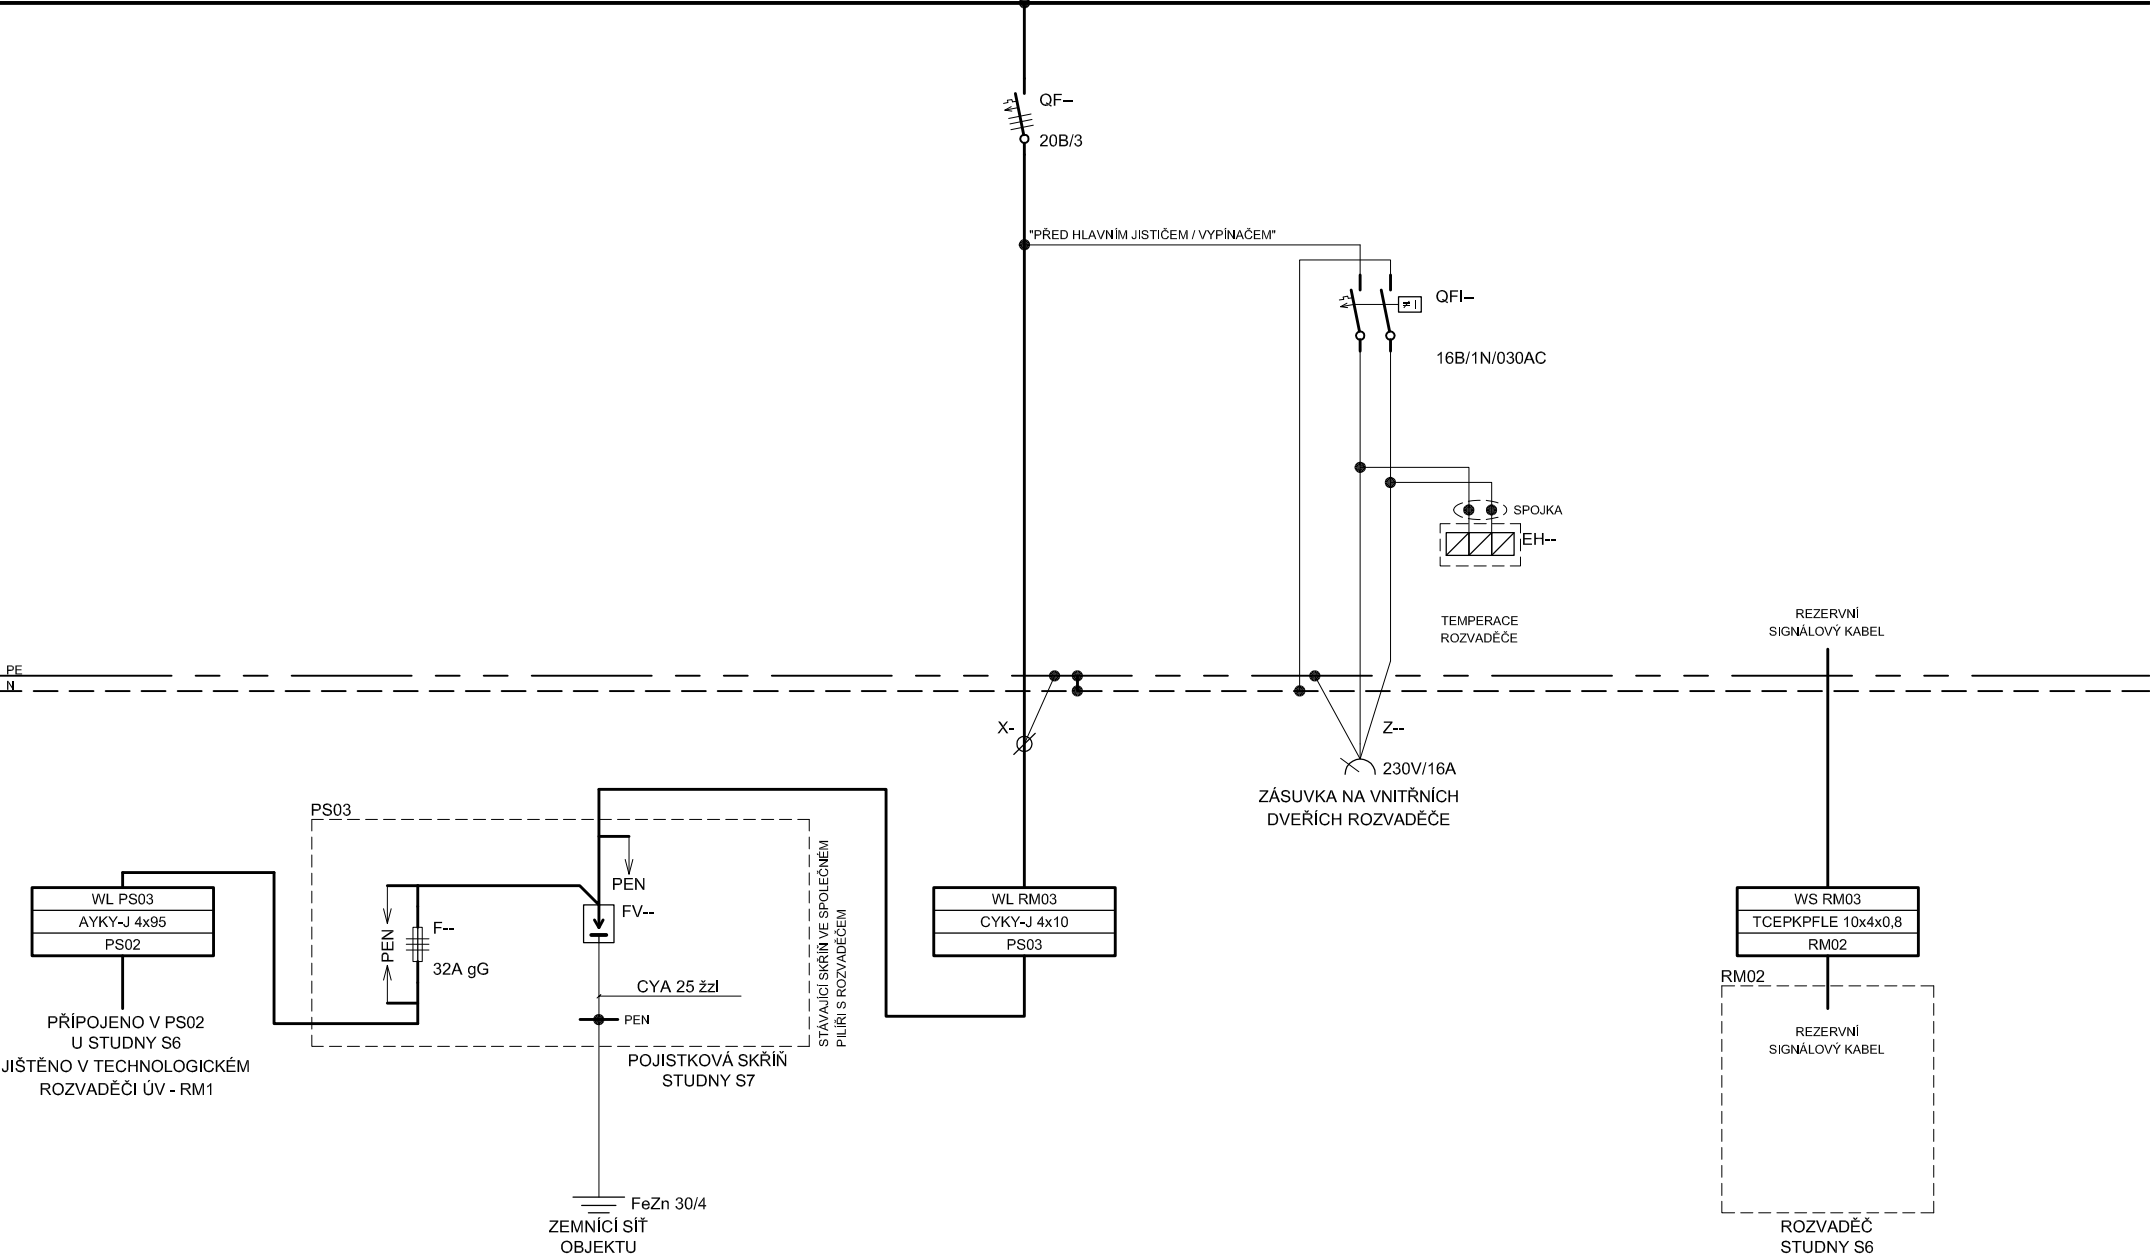 QF–
20B/3
"PŘED HLAVNÍM JISTIČEM / VYPÍNAČEM"
QFI–
≠ I
16B/1N/030AC
SPOJKA
EH--
TEMPERACE
ROZVADĚČE
REZERVNÍ
SIGNÁLOVÝ KABEL
PE
N
X-
Z--
230V/16A
ZÁSUVKA NA VNITŘNÍCH
DVEŘÍCH ROZVADĚČE
PS03
PEN
FV--
PEN
F--
32A gG
CYA 25 žzl
PEN
STÁVAJÍCÍ SKŘÍŇ VE SPOLEČNÉM
PILÍŘI S ROZVADĚČEM
POJISTKOVÁ SKŘÍŇ
STUDNY S7
WL PS03
AYKY-J 4x95
PS02
PŘÍPOJENO V PS02
U STUDNY S6
JIŠTĚNO V TECHNOLOGICKÉM
ROZVADĚČI ÚV - RM1
WL RM03
CYKY-J 4x10
PS03
WS RM03
TCEPKPFLE 10x4x0,8
RM02
RM02
REZERVNÍ
SIGNÁLOVÝ KABEL
FeZn 30/4
ZEMNÍCÍ SÍŤ
OBJEKTU
ROZVADĚČ
STUDNY S6